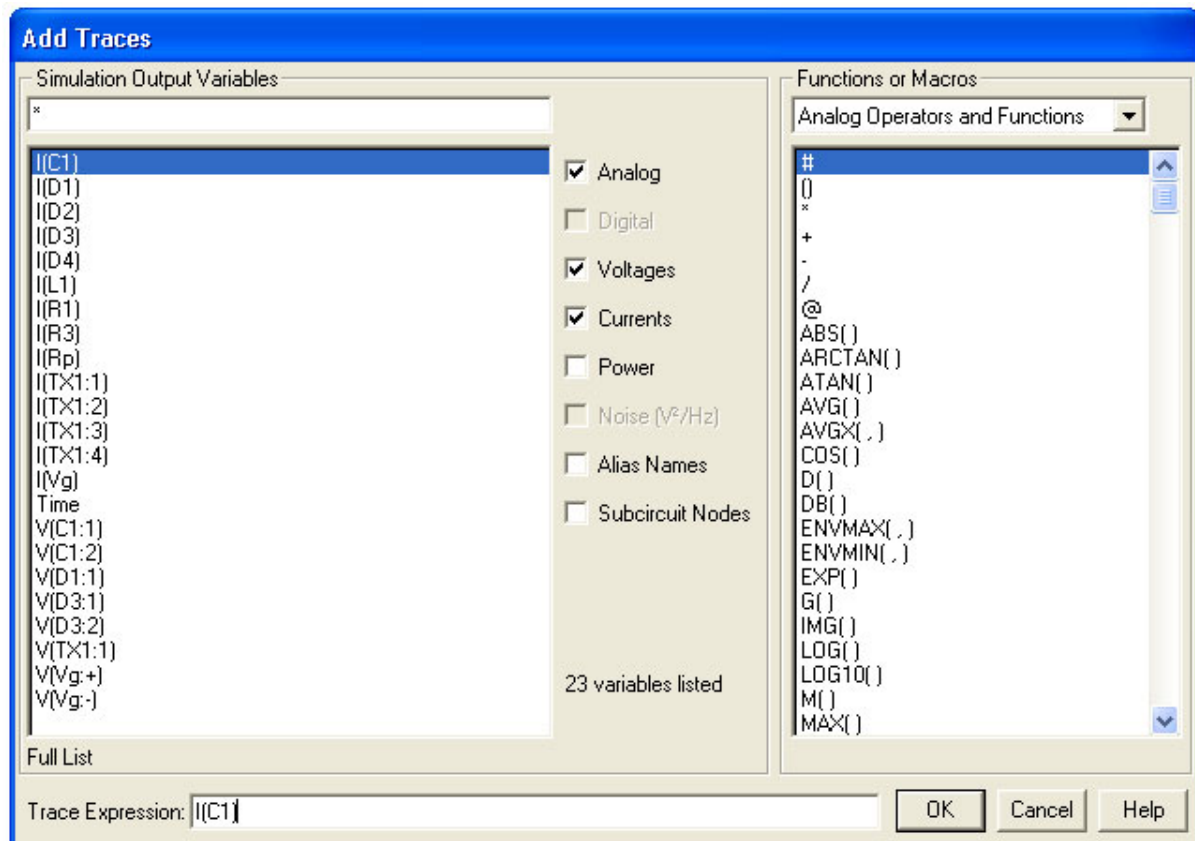 Add Traces
Simulation Output Variables
*
I(C1)
I(D1)
I(D2)
I(D3)
I(D4)
I(L1)
I(R1)
I(R3)
I(Rp)
I(TX1:1)
I(TX1:2)
I(TX1:3)
I(TX1:4)
I(Vg)
Time
V(C1:1)
V(C1:2)
V(D1:1)
V(D3:1)
V(D3:2)
V(TX1:1)
V(Vg:+)
V(Vg:-)
Full List
Analog
Digital
Voltages
Currents
Power
Noise (V²/Hz)
Alias Names
Subcircuit Nodes
23 variables listed
Functions or Macros
Analog Operators and Functions
#
()
*
+
-
/
@
ABS( )
ARCTAN( )
ATAN( )
AVG( )
AVGX( , )
COS( )
D( )
DB( )
ENVMAX( , )
ENVMIN( , )
EXP( )
G( )
IMG( )
LOG( )
LOG10( )
M( )
MAX( )
Trace Expression: I(C1)
OK
Cancel
Help